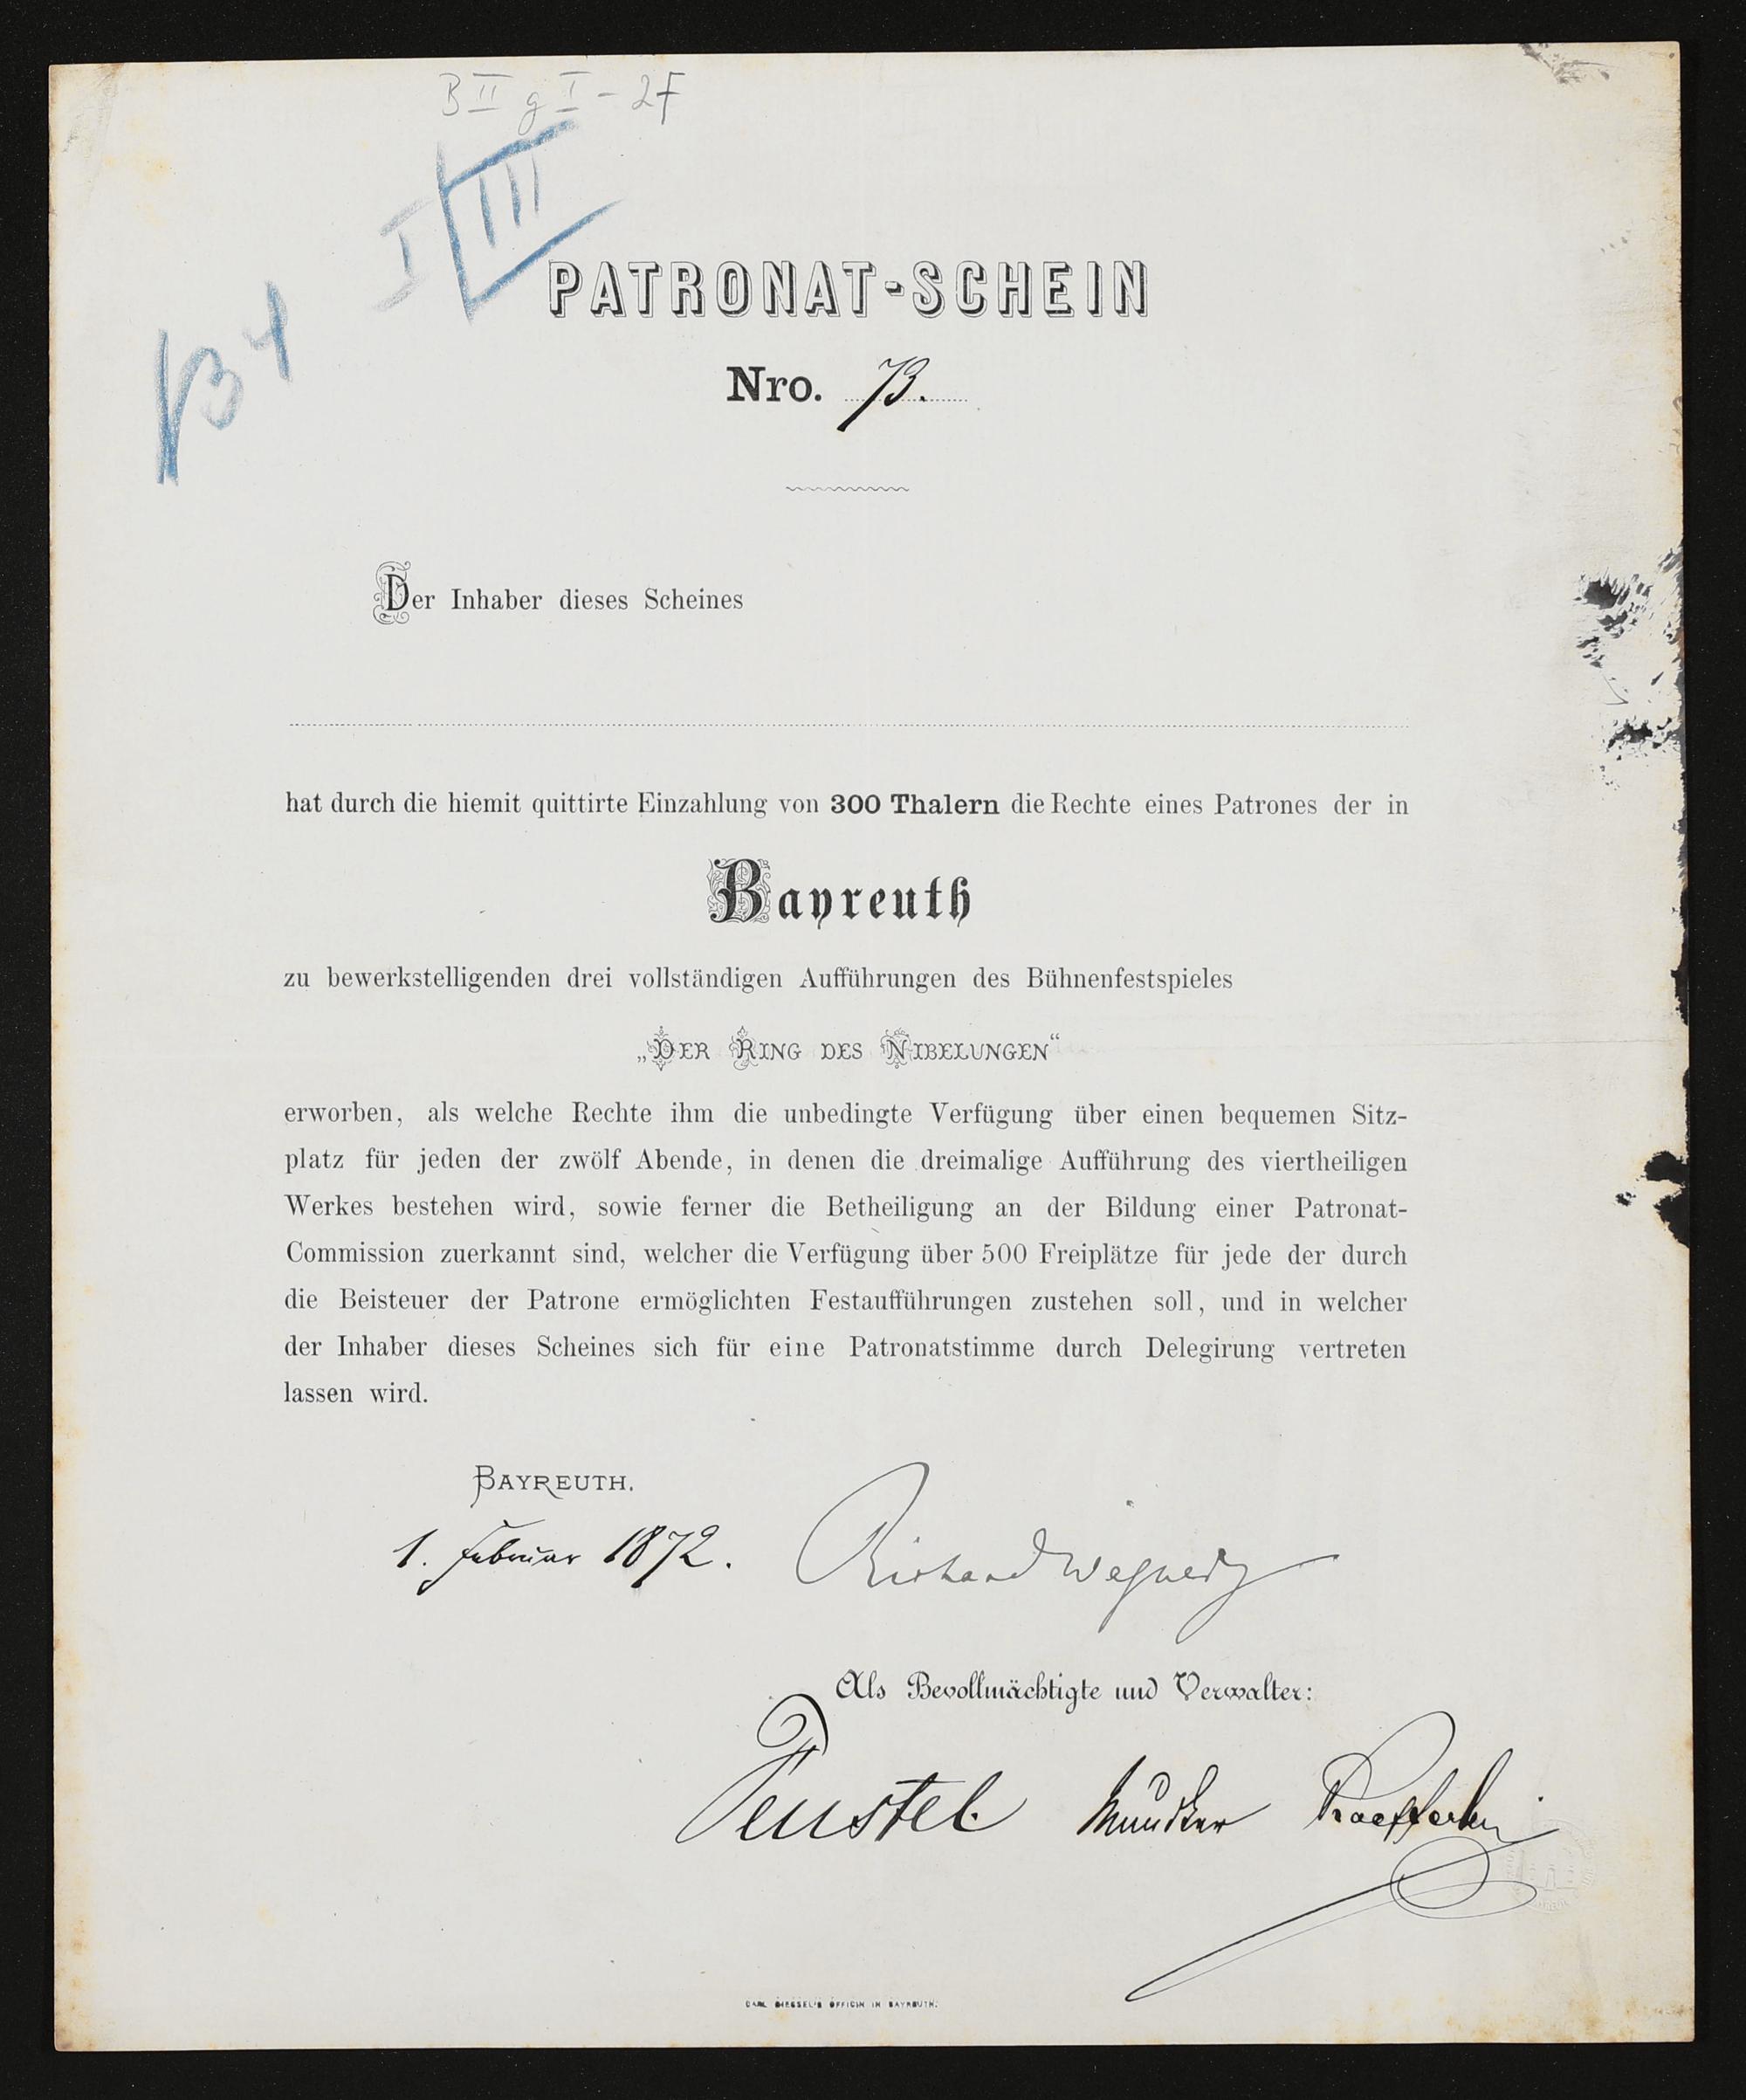 B II g I - 2f
I III
B 4
PATRONAT-SCHEIN
Nro. 73.
Der Inhaber dieses Scheines
hat durch die hiemit quittirte Einzahlung von 300 Thalern die Rechte eines Patrones der in
Bayreuth
zu bewerkstelligenden drei vollständigen Aufführungen des Bühnenfestspieles
„DER RING DES NIBELUNGEN“
erworben, als welche Rechte ihm die unbedingte Verfügung über einen bequemen Sitz-
platz für jeden der zwölf Abende, in denen die dreimalige Aufführung des viertheiligen
Werkes bestehen wird, sowie ferner die Betheiligung an der Bildung einer Patronat-
Commission zuerkannt sind, welcher die Verfügung über 500 Freiplätze für jede der durch
die Beisteuer der Patrone ermöglichten Festaufführungen zustehen soll, und in welcher
der Inhaber dieses Scheines sich für eine Patronatstimme durch Delegirung vertreten
lassen wird.
BAYREUTH.
1. Februar 1872. Richard Wagner
Als Bevollmächtigte und Verwalter:
Feustel. Muncker Kaefferlein
CARL GIESSEL'S OFFICIN IN BAYREUTH.